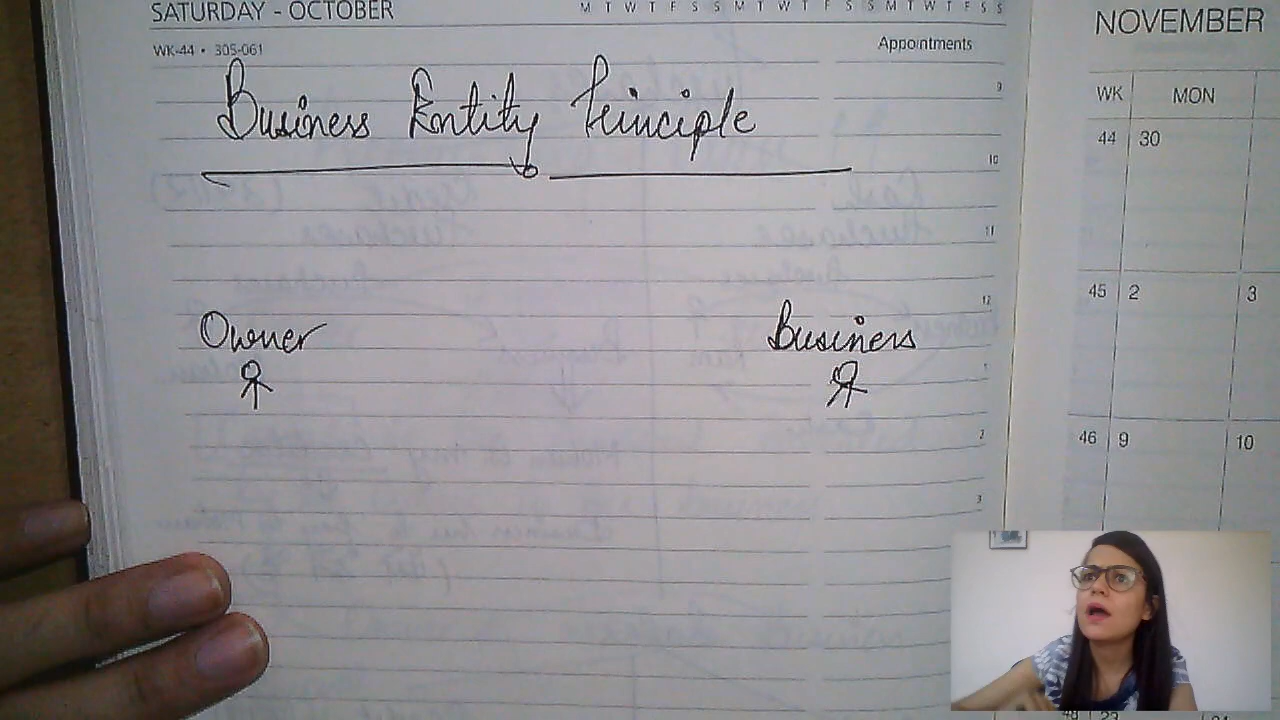 SATURDAY - OCTOBER
M T W T F S S M T W T F S S M T W T F S S
WK-44 • 305-061
Appointments
Business Entity Principle
9
10
11
12
Owner
Business
1
2
3
NOVEMBER
WK MON
44 30
45 2 3
46 9 10